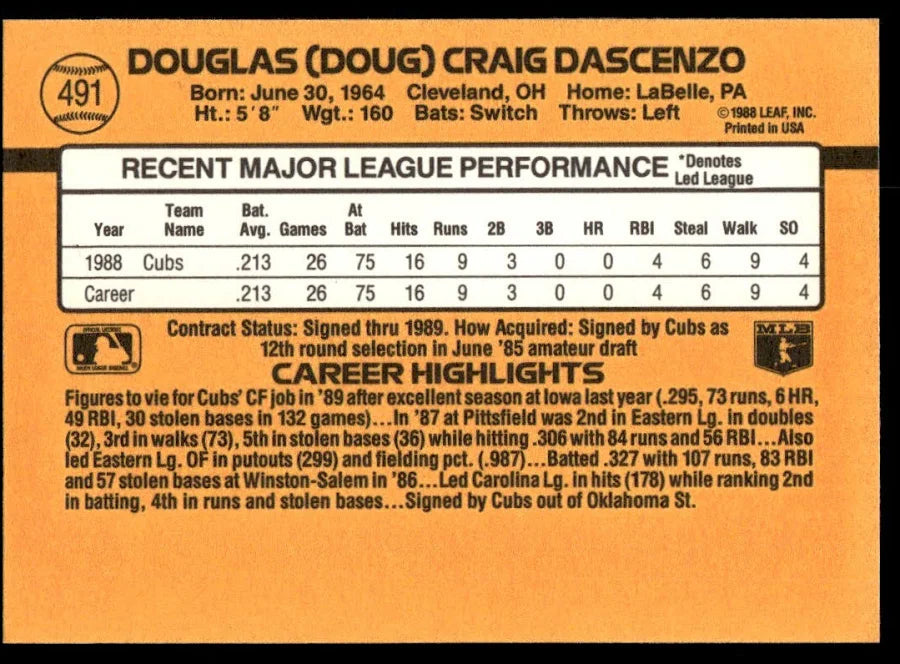 491
DOUGLAS (DOUG) CRAIG DASCENZO
Born: June 30, 1964 Cleveland, OH Home: LaBelle, PA
Ht.: 5' 8" Wgt.: 160 Bats: Switch Throws: Left
©1988 LEAF, INC.
Printed in USA
RECENT MAJOR LEAGUE PERFORMANCE
*Denotes
Led League
Year Team Name Bat. Avg. Games At Bat Hits Runs 2B 3B HR RBI Steal Walk SO
1988 Cubs .213 26 75 16 9 3 0 0 4 6 9 4
Career .213 26 75 16 9 3 0 0 4 6 9 4
Contract Status: Signed thru 1989. How Acquired: Signed by Cubs as
12th round selection in June '85 amateur draft
MLB
CAREER HIGHLIGHTS
Figures to vie for Cubs' CF job in '89 after excellent season at Iowa last year (.295, 73 runs, 6 HR,
49 RBI, 30 stolen bases in 132 games)...In '87 at Pittsfield was 2nd in Eastern Lg. in doubles
(32), 3rd in walks (73), 5th in stolen bases (36) while hitting .306 with 84 runs and 56 RBI...Also
led Eastern Lg. OF in putouts (299) and fielding pct. (.987)...Batted .327 with 107 runs, 83 RBI
and 57 stolen bases at Winston-Salem in '86...Led Carolina Lg. in hits (178) while ranking 2nd
in batting, 4th in runs and stolen bases...Signed by Cubs out of Oklahoma St.